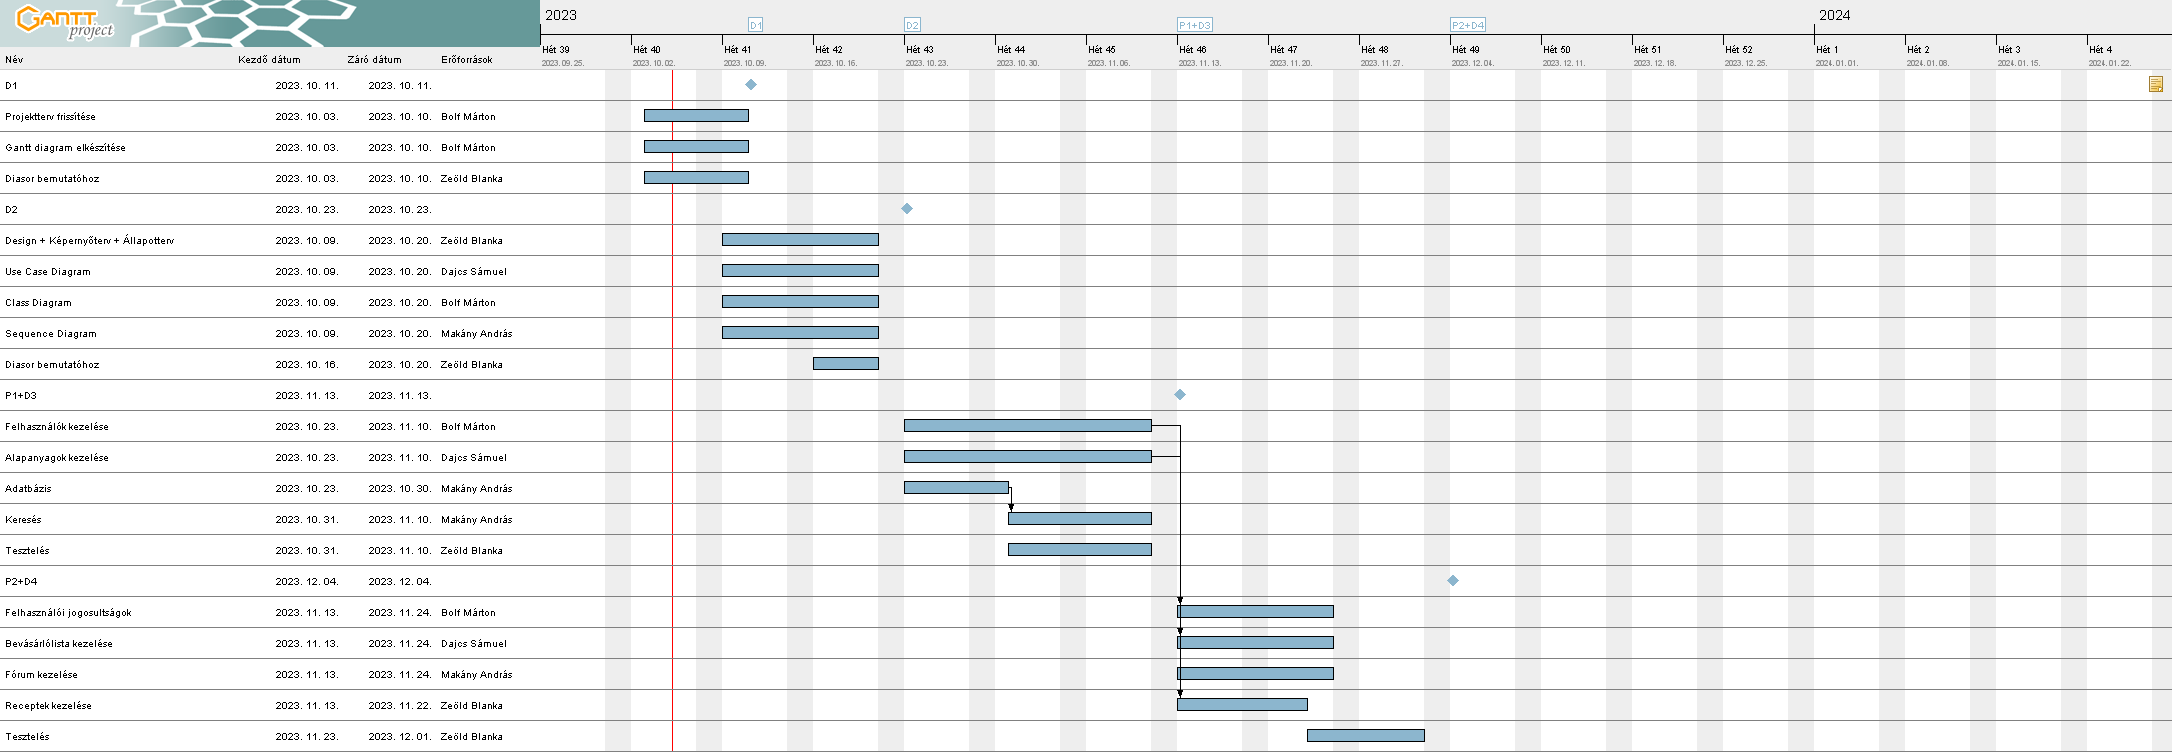 GANTT project
2023 2024
D1 D2 P1+D3 P2+D4
Hét 39 Hét 40 Hét 41 Hét 42 Hét 43 Hét 44 Hét 45 Hét 46 Hét 47 Hét 48 Hét 49 Hét 50 Hét 51 Hét 52 Hét 1 Hét 2 Hét 3 Hét 4
Név Kezdő dátum Záró dátum Erőforrások
2023. 09. 25. 2023. 10. 02. 2023. 10. 09. 2023. 10. 16. 2023. 10. 23. 2023. 10. 30. 2023. 11. 06. 2023. 11. 13. 2023. 11. 20. 2023. 11. 27. 2023. 12. 04. 2023. 12. 11. 2023. 12. 18. 2023. 12. 25. 2024. 01. 01. 2024. 01. 08. 2024. 01. 15. 2024. 01. 22.
D1 2023. 10. 11. 2023. 10. 11.
Projektterv frissítése 2023. 10. 03. 2023. 10. 10. Bolf Márton
Gantt diagram elkészítése 2023. 10. 03. 2023. 10. 10. Bolf Márton
Diasor bemutatóhoz 2023. 10. 03. 2023. 10. 10. Zeöld Blanka
D2 2023. 10. 23. 2023. 10. 23.
Design + Képernyőterv + Állapotterv 2023. 10. 09. 2023. 10. 20. Zeöld Blanka
Use Case Diagram 2023. 10. 09. 2023. 10. 20. Dajcs Sámuel
Class Diagram 2023. 10. 09. 2023. 10. 20. Bolf Márton
Sequence Diagram 2023. 10. 09. 2023. 10. 20. Makány András
Diasor bemutatóhoz 2023. 10. 16. 2023. 10. 20. Zeöld Blanka
P1+D3 2023. 11. 13. 2023. 11. 13.
Felhasználók kezelése 2023. 10. 23. 2023. 11. 10. Bolf Márton
Alapanyagok kezelése 2023. 10. 23. 2023. 11. 10. Dajcs Sámuel
Adatbázis 2023. 10. 23. 2023. 10. 30. Makány András
Keresés 2023. 10. 31. 2023. 11. 10. Makány András
Tesztelés 2023. 10. 31. 2023. 11. 10. Zeöld Blanka
P2+D4 2023. 12. 04. 2023. 12. 04.
Felhasználói jogosultságok 2023. 11. 13. 2023. 11. 24. Bolf Márton
Bevásárlólista kezelése 2023. 11. 13. 2023. 11. 24. Dajcs Sámuel
Fórum kezelése 2023. 11. 13. 2023. 11. 24. Makány András
Receptek kezelése 2023. 11. 13. 2023. 11. 22. Zeöld Blanka
Tesztelés 2023. 11. 23. 2023. 12. 01. Zeöld Blanka